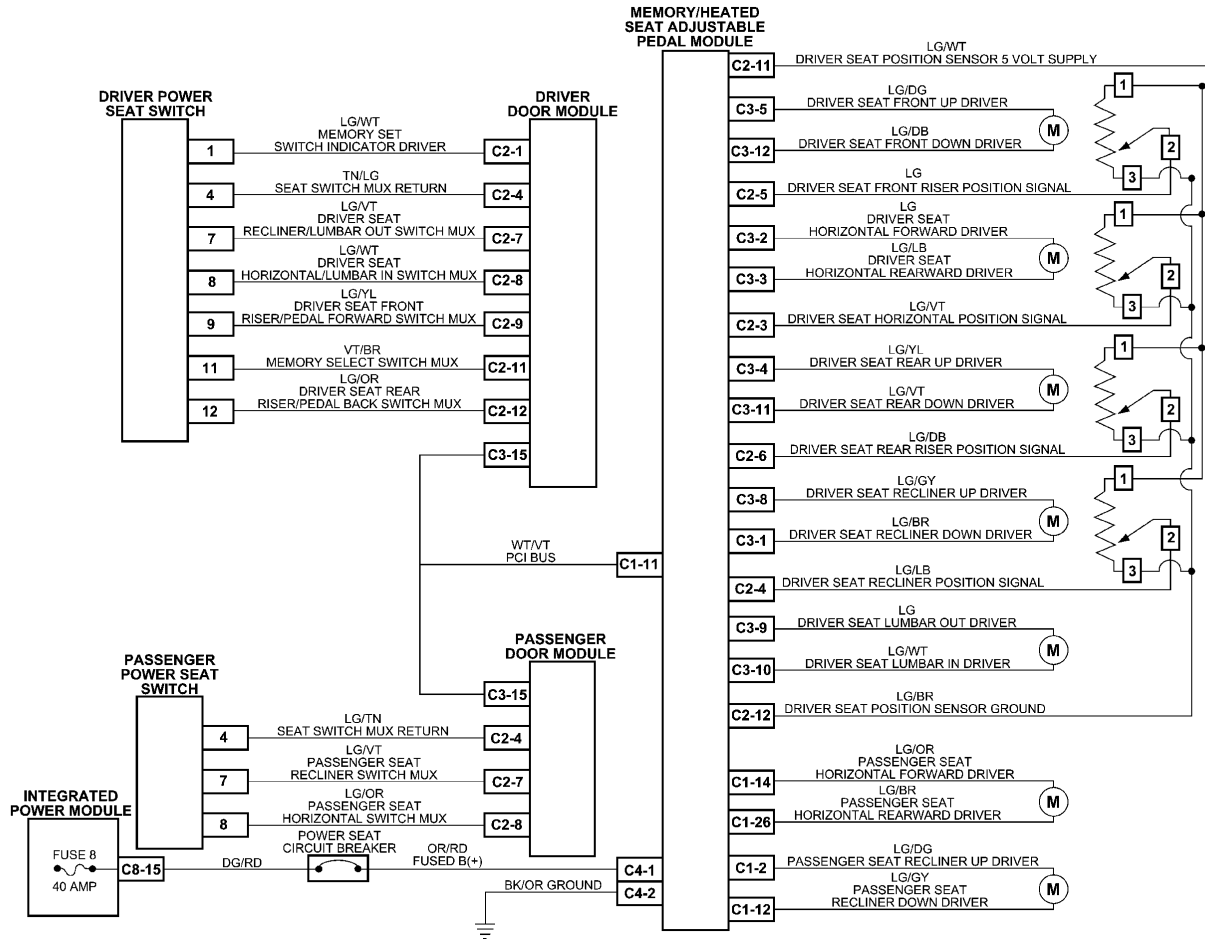 MEMORY/HEATED
SEAT ADJUSTABLE
PEDAL MODULE
DRIVER POWER
SEAT SWITCH
DRIVER
DOOR MODULE
1
LG/WT
MEMORY SET
SWITCH INDICATOR DRIVER
C2-1
4
TN/LG
SEAT SWITCH MUX RETURN
C2-4
7
LG/VT
DRIVER SEAT
RECLINER/LUMBAR OUT SWITCH MUX
C2-7
8
LG/WT
DRIVER SEAT
HORIZONTAL/LUMBAR IN SWITCH MUX
C2-8
9
LG/YL
DRIVER SEAT FRONT
RISER/PEDAL FORWARD SWITCH MUX
C2-9
11
VT/BR
MEMORY SELECT SWITCH MUX
C2-11
12
LG/OR
DRIVER SEAT REAR
RISER/PEDAL BACK SWITCH MUX
C2-12
C3-15
WT/VT
PCI BUS
C1-11
PASSENGER
DOOR MODULE
C3-15
PASSENGER
POWER SEAT
SWITCH
4
LG/TN
SEAT SWITCH MUX RETURN
C2-4
7
LG/VT
PASSENGER SEAT
RECLINER SWITCH MUX
C2-7
8
LG/OR
PASSENGER SEAT
HORIZONTAL SWITCH MUX
C2-8
INTEGRATED
POWER MODULE
FUSE 8
40 AMP
C8-15
DG/RD
POWER SEAT
CIRCUIT BREAKER
OR/RD
FUSED B(+)
C4-1
BK/OR GROUND
C4-2
C2-11
LG/WT
DRIVER SEAT POSITION SENSOR 5 VOLT SUPPLY
C3-5
LG/DG
DRIVER SEAT FRONT UP DRIVER
M
C3-12
LG/DB
DRIVER SEAT FRONT DOWN DRIVER
1
2
3
C2-5
LG
DRIVER SEAT FRONT RISER POSITION SIGNAL
C3-2
LG
DRIVER SEAT
HORIZONTAL FORWARD DRIVER
M
C3-3
LG/LB
DRIVER SEAT
HORIZONTAL REARWARD DRIVER
1
2
3
C2-3
LG/VT
DRIVER SEAT HORIZONTAL POSITION SIGNAL
C3-4
LG/YL
DRIVER SEAT REAR UP DRIVER
M
C3-11
LG/VT
DRIVER SEAT REAR DOWN DRIVER
1
2
3
C2-6
LG/DB
DRIVER SEAT REAR RISER POSITION SIGNAL
C3-8
LG/GY
DRIVER SEAT RECLINER UP DRIVER
M
C3-1
LG/BR
DRIVER SEAT RECLINER DOWN DRIVER
1
2
3
C2-4
LG/LB
DRIVER SEAT RECLINER POSITION SIGNAL
C3-9
LG
DRIVER SEAT LUMBAR OUT DRIVER
M
C3-10
LG/WT
DRIVER SEAT LUMBAR IN DRIVER
C2-12
LG/BR
DRIVER SEAT POSITION SENSOR GROUND
C1-14
LG/OR
PASSENGER SEAT
HORIZONTAL FORWARD DRIVER
M
C1-26
LG/BR
PASSENGER SEAT
HORIZONTAL REARWARD DRIVER
C1-2
LG/DG
PASSENGER SEAT RECLINER UP DRIVER
M
C1-12
LG/GY
PASSENGER SEAT
RECLINER DOWN DRIVER